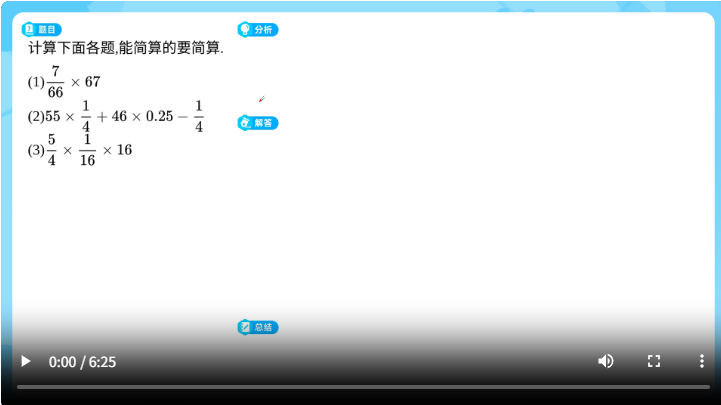 题目
计算下面各题,能简算的要简算.
(1) 7/66 × 67
(2)55 × 1/4 + 46 × 0.25 − 1/4
(3) 5/4 × 1/16 × 16
分析
解答
总结
0:00 / 6:25